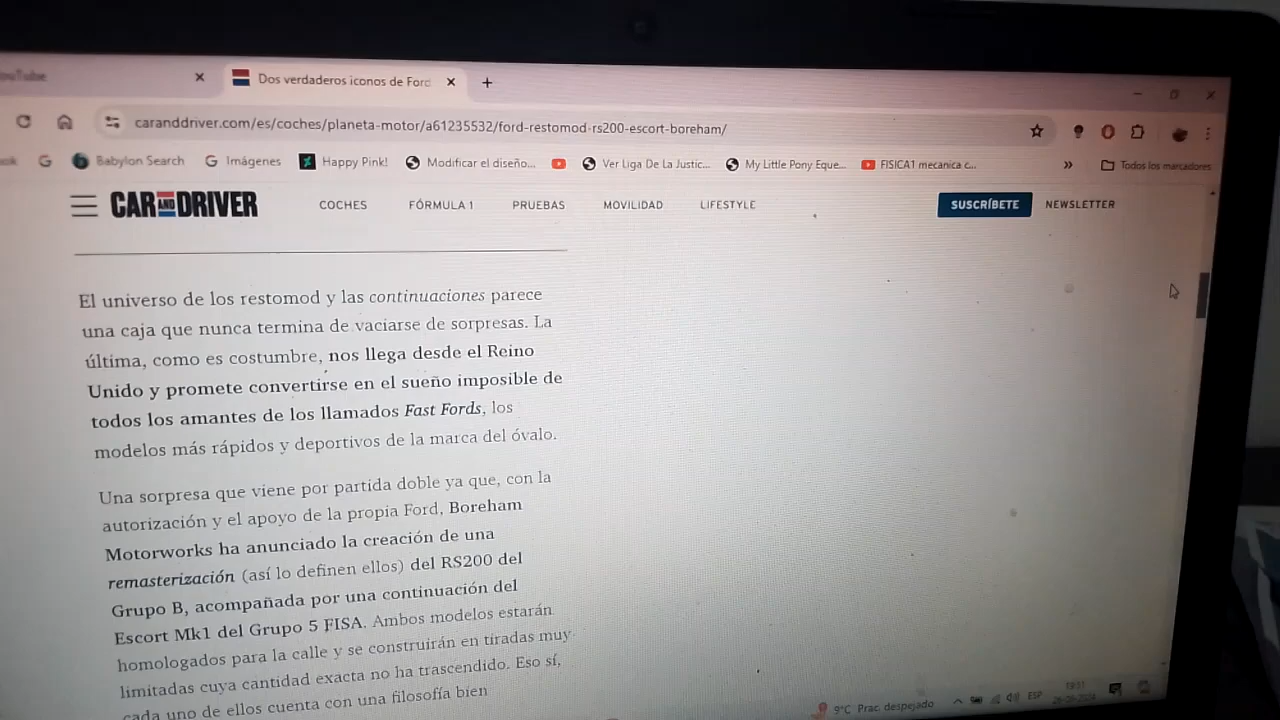 YouTube
Dos verdaderos iconos de Ford
caranddriver.com/es/coches/planeta-motor/a61235532/ford-restomod-rs200-escort-boreham/
Babylon Search
Imágenes
Happy Pink!
Modificar el diseño...
Ver Liga De La Justic...
My Little Pony Eque...
FISICA1 mecanica c...
Todos los marcadores
CAR AND DRIVER
COCHES
FÓRMULA 1
PRUEBAS
MOVILIDAD
LIFESTYLE
SUSCRÍBETE
NEWSLETTER
El universo de los restomod y las continuaciones parece
una caja que nunca termina de vaciarse de sorpresas. La
última, como es costumbre, nos llega desde el Reino
Unido y promete convertirse en el sueño imposible de
todos los amantes de los llamados Fast Fords, los
modelos más rápidos y deportivos de la marca del óvalo.
Una sorpresa que viene por partida doble ya que, con la
autorización y el apoyo de la propia Ford, Boreham
Motorworks ha anunciado la creación de una
remasterización (así lo definen ellos) del RS200 del
Grupo B, acompañada por una continuación del
Escort Mk1 del Grupo 5 FISA. Ambos modelos estarán
homologados para la calle y se construirán en tiradas muy
limitadas cuya cantidad exacta no ha trascendido. Eso sí,
cada uno de ellos cuenta con una filosofía bien
9°C Prac. despejado
ESP
19:31